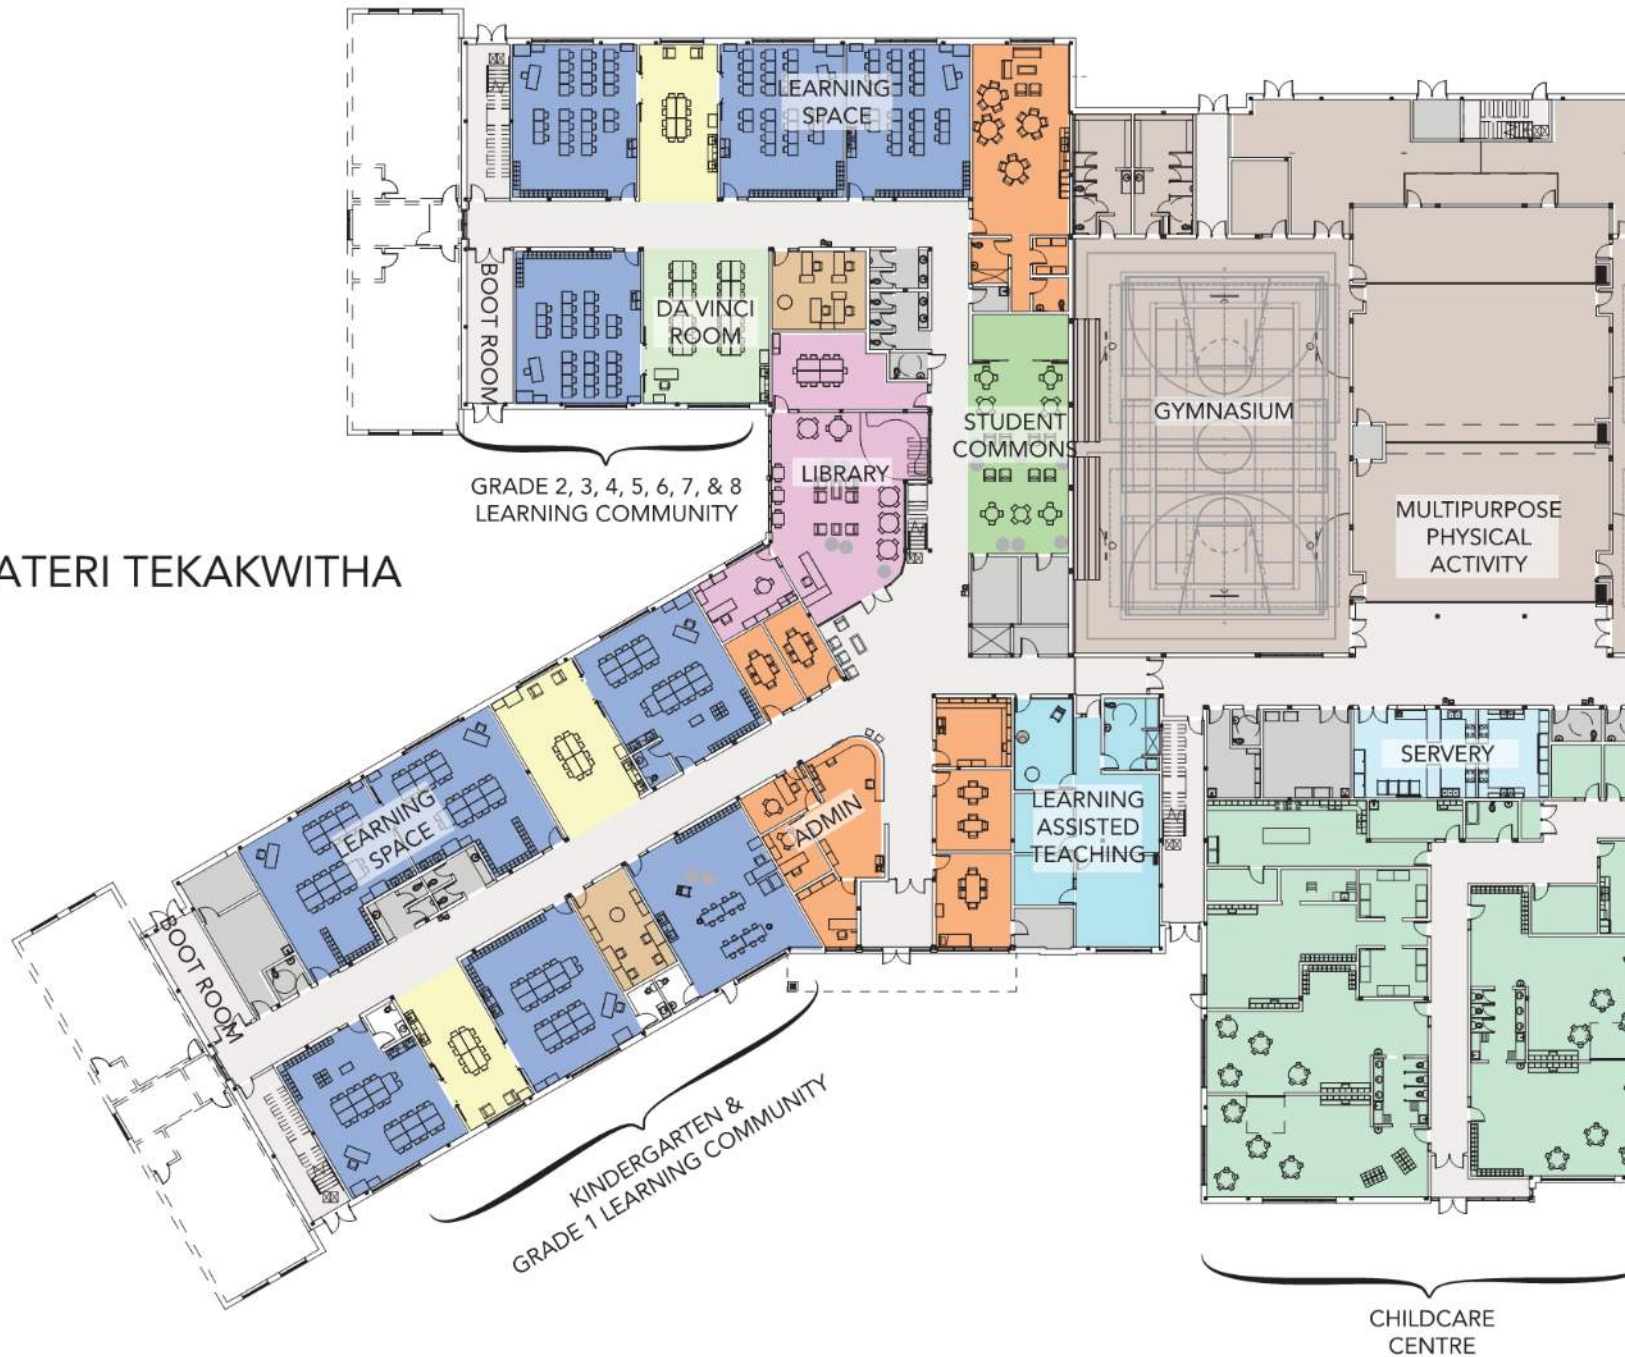 LEARNING
SPACE
BOOT ROOM
DA VINCI
ROOM
GRADE 2, 3, 4, 5, 6, 7, & 8
LEARNING COMMUNITY
LIBRARY
STUDENT
COMMONS
GYMNASIUM
MULTIPURPOSE
PHYSICAL
ACTIVITY
ATERI TEKAKWITHA
LEARNING
SPACE
ADMIN
LEARNING
ASSISTED
TEACHING
SERVERY
BOOT ROOM
KINDERGARTEN &
GRADE 1 LEARNING COMMUNITY
CHILDCARE
CENTRE